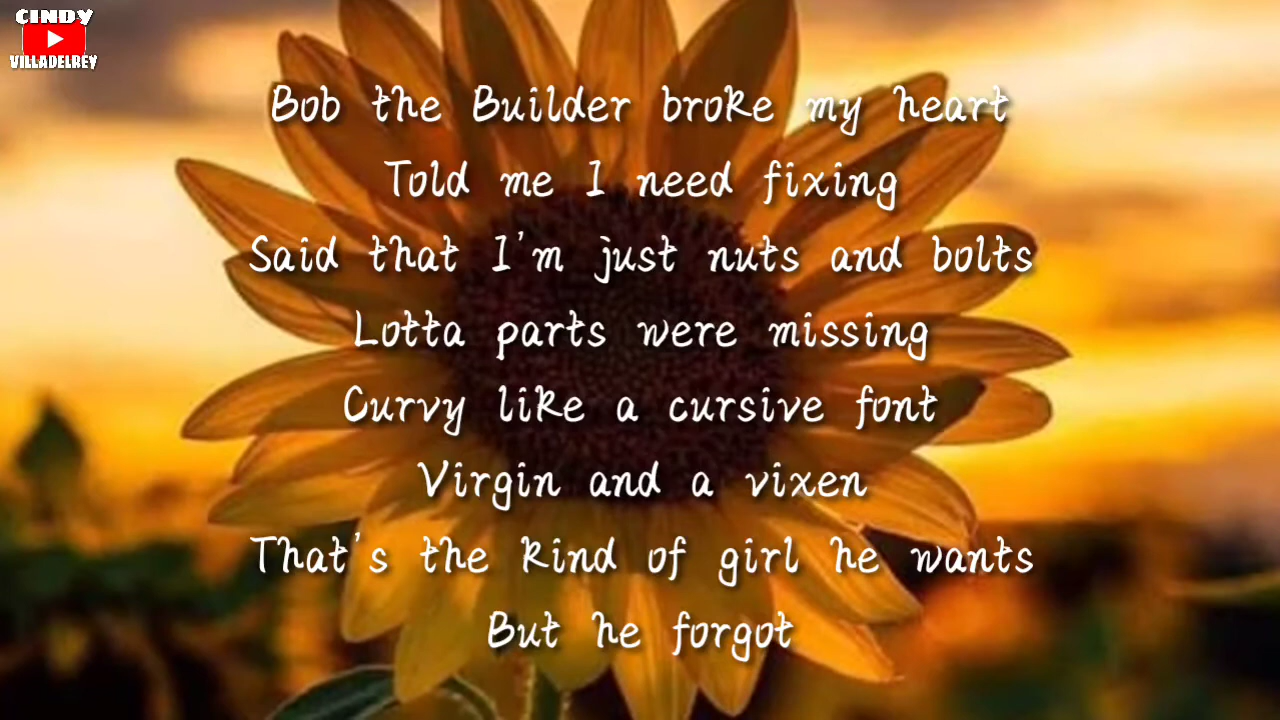 CINDY
VILLADELREY
Bob the Builder broke my heart
Told me I need fixing
Said that I'm just nuts and bolts
Lotta parts were missing
Curvy like a cursive font
Virgin and a vixen
That's the kind of girl he wants
But he forgot